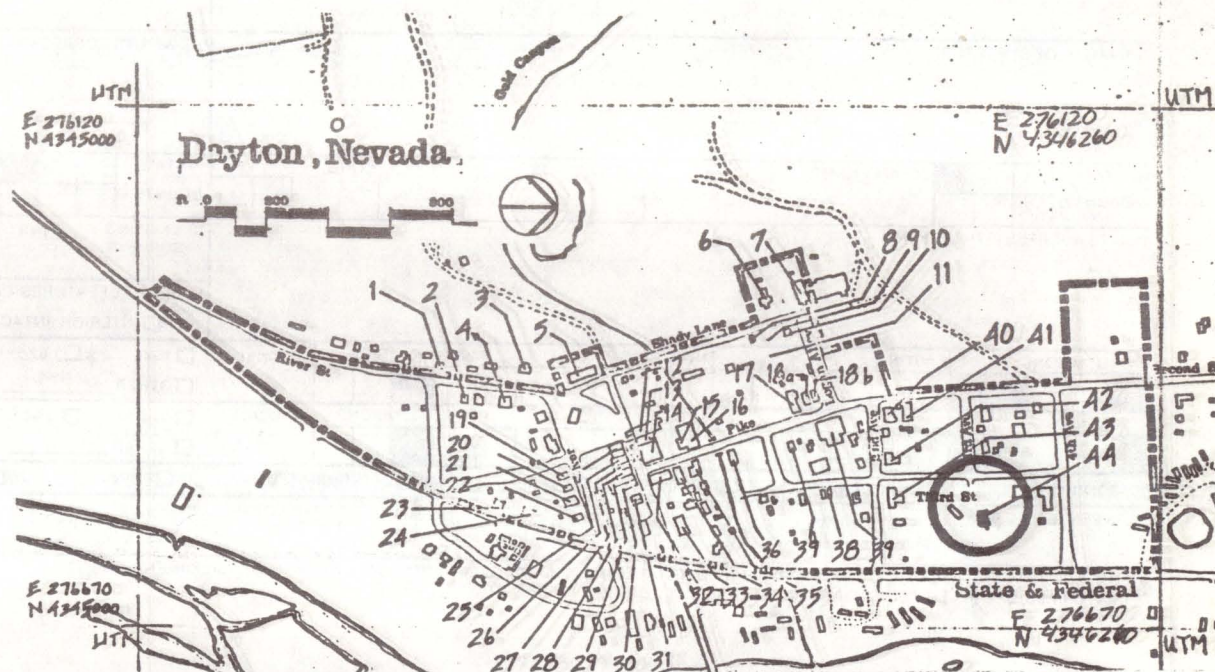 Gold Canyon
UTM
E 276120
N 4345000
UTM
E 276120
N 4346260
Dayton, Nevada
ft 0 200 800
6 7 8 9 10
11
1 2 3
4 5
Shady Lane
River St
40 41
12
17 18a 18b
14 15 16
Pike
Second
4th Ave
42
43
44
19
20
21
22
23
24
Third St
36 39 38 39
25
26
32 33 34 35
27 28 29 30 31
State & Federal
E 276670
N 4345000
UTM
E 276670
N 4346260
UTM